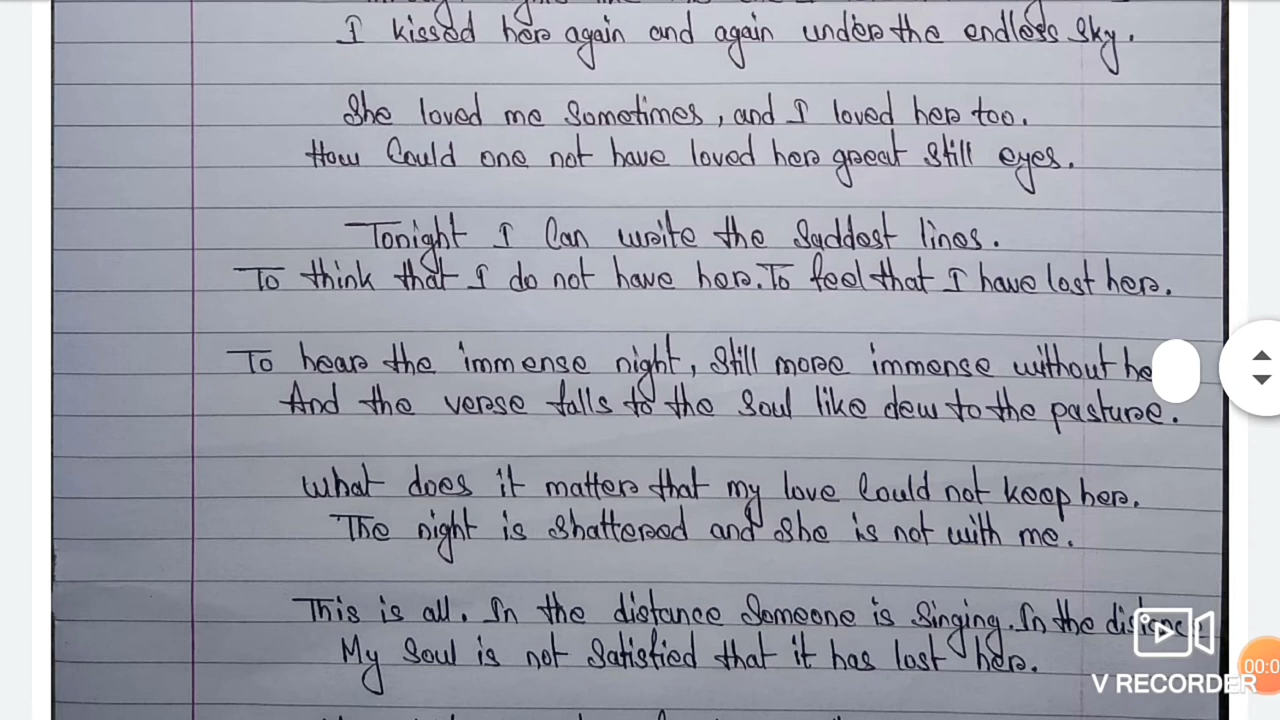 I kissed her again and again under the endless sky.
She loved me sometimes, and I loved her too.
How could one not have loved her great still eyes.
Tonight I can write the saddest lines.
To think that I do not have her. To feel that I have lost her.
To hear the immense night, still more immense without he
And the verse falls to the soul like dew to the pasture.
What does it matter that my love could not keep her.
The night is shattered and she is not with me.
This is all. In the distance someone is singing. In the distance
My soul is not satisfied that it has lost her.
V RECORDER
00:0